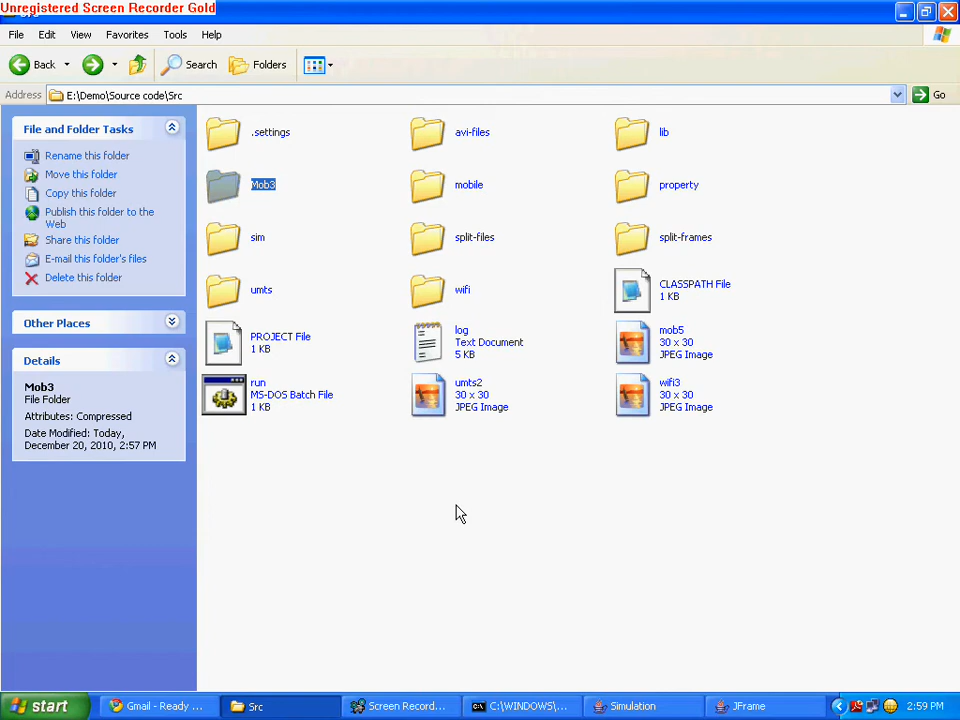 Unregistered Screen Recorder Gold
File Edit View Favorites Tools Help
Back Search Folders
Address E:\Demo\Source code\Src Go
File and Folder Tasks
Rename this folder
Move this folder
Copy this folder
Publish this folder to the
Web
Share this folder
E-mail this folder's files
Delete this folder
Other Places
Details
Mob3
File Folder
Attributes: Compressed
Date Modified: Today,
December 20, 2010, 2:57 PM
.settings
avi-files
lib
Mob3
mobile
property
sim
split-files
split-frames
umts
wifi
CLASSPATH File
1 KB
PROJECT File
1 KB
log
Text Document
5 KB
mob5
30 x 30
JPEG Image
run
MS-DOS Batch File
1 KB
umts2
30 x 30
JPEG Image
wifi3
30 x 30
JPEG Image
start Gmail - Ready ... Src Screen Record... C:\WINDOWS\... Simulation JFrame 2:59 PM